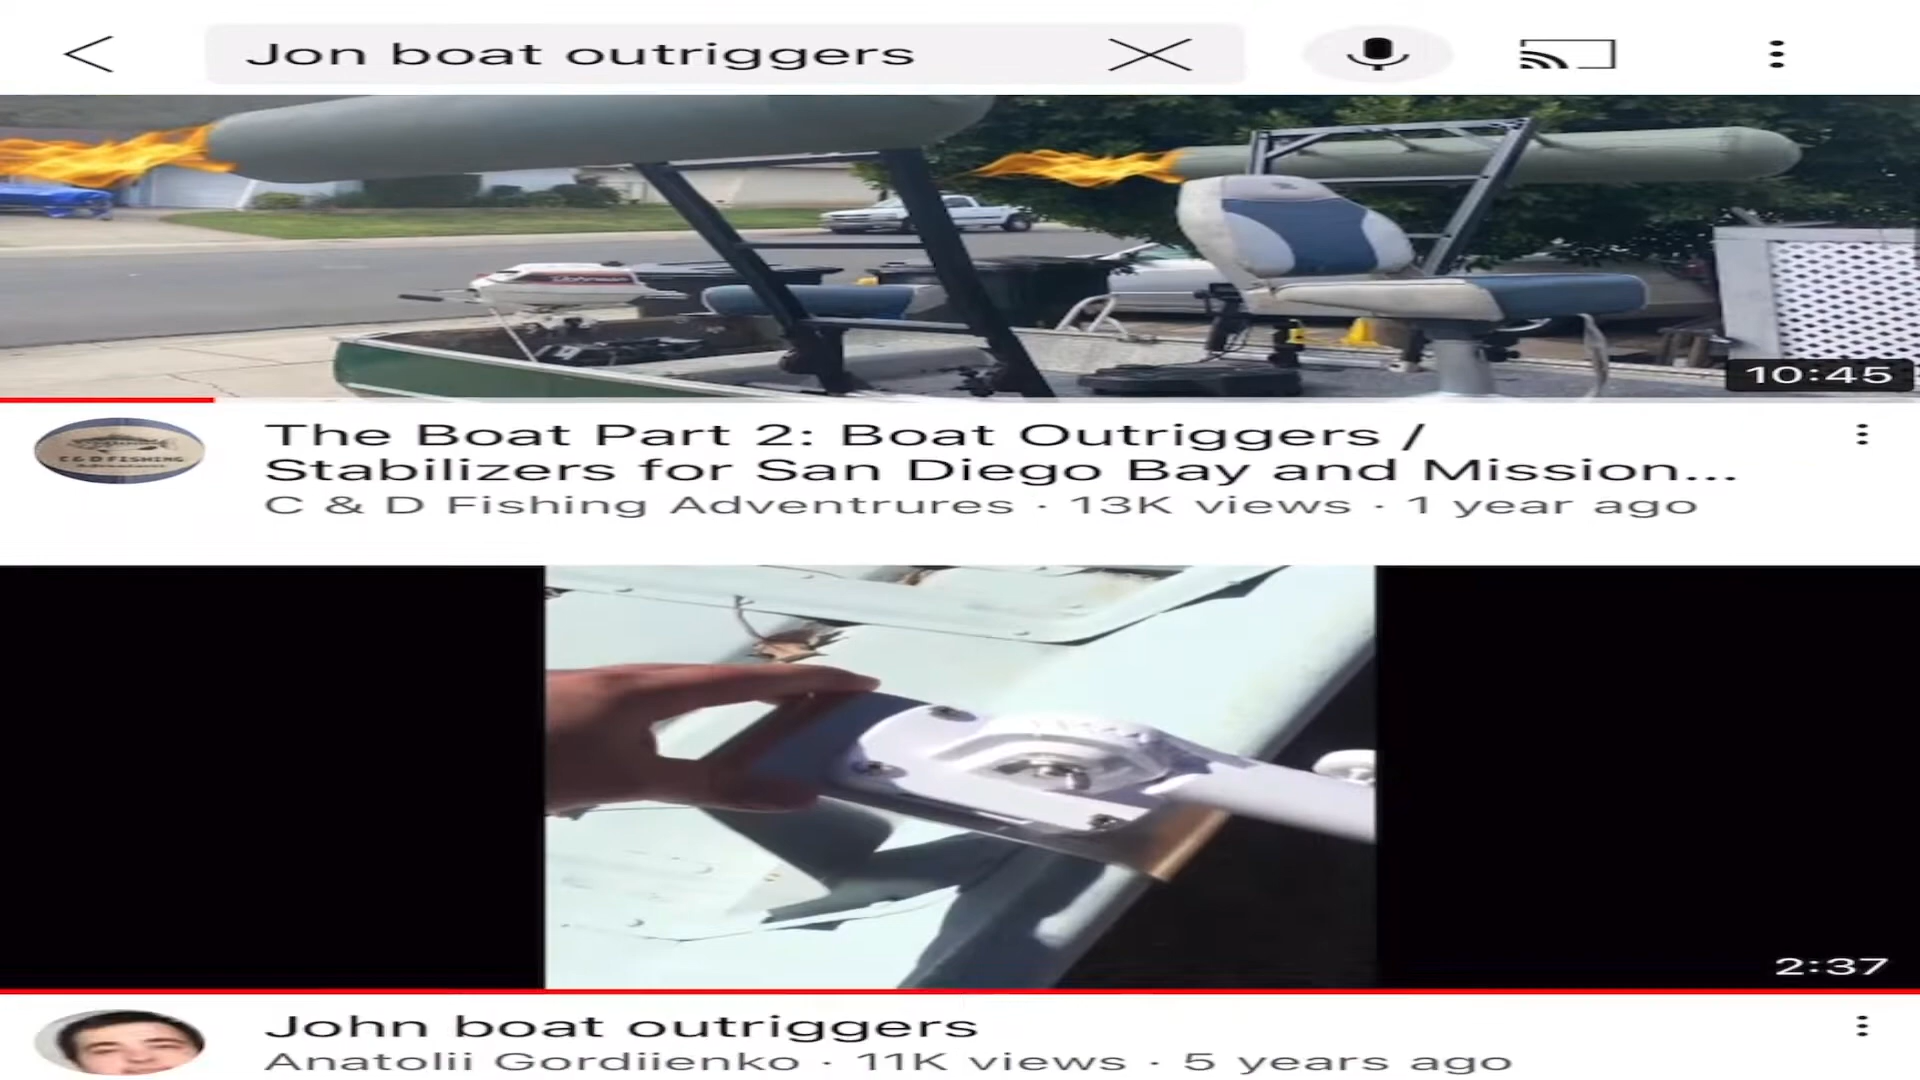 Jon boat outriggers
10:45
C & D FISHING
The Boat Part 2: Boat Outriggers /
Stabilizers for San Diego Bay and Mission...
C & D Fishing Adventrures · 13K views · 1 year ago
2:37
John boat outriggers
Anatolii Gordiienko · 11K views · 5 years ago